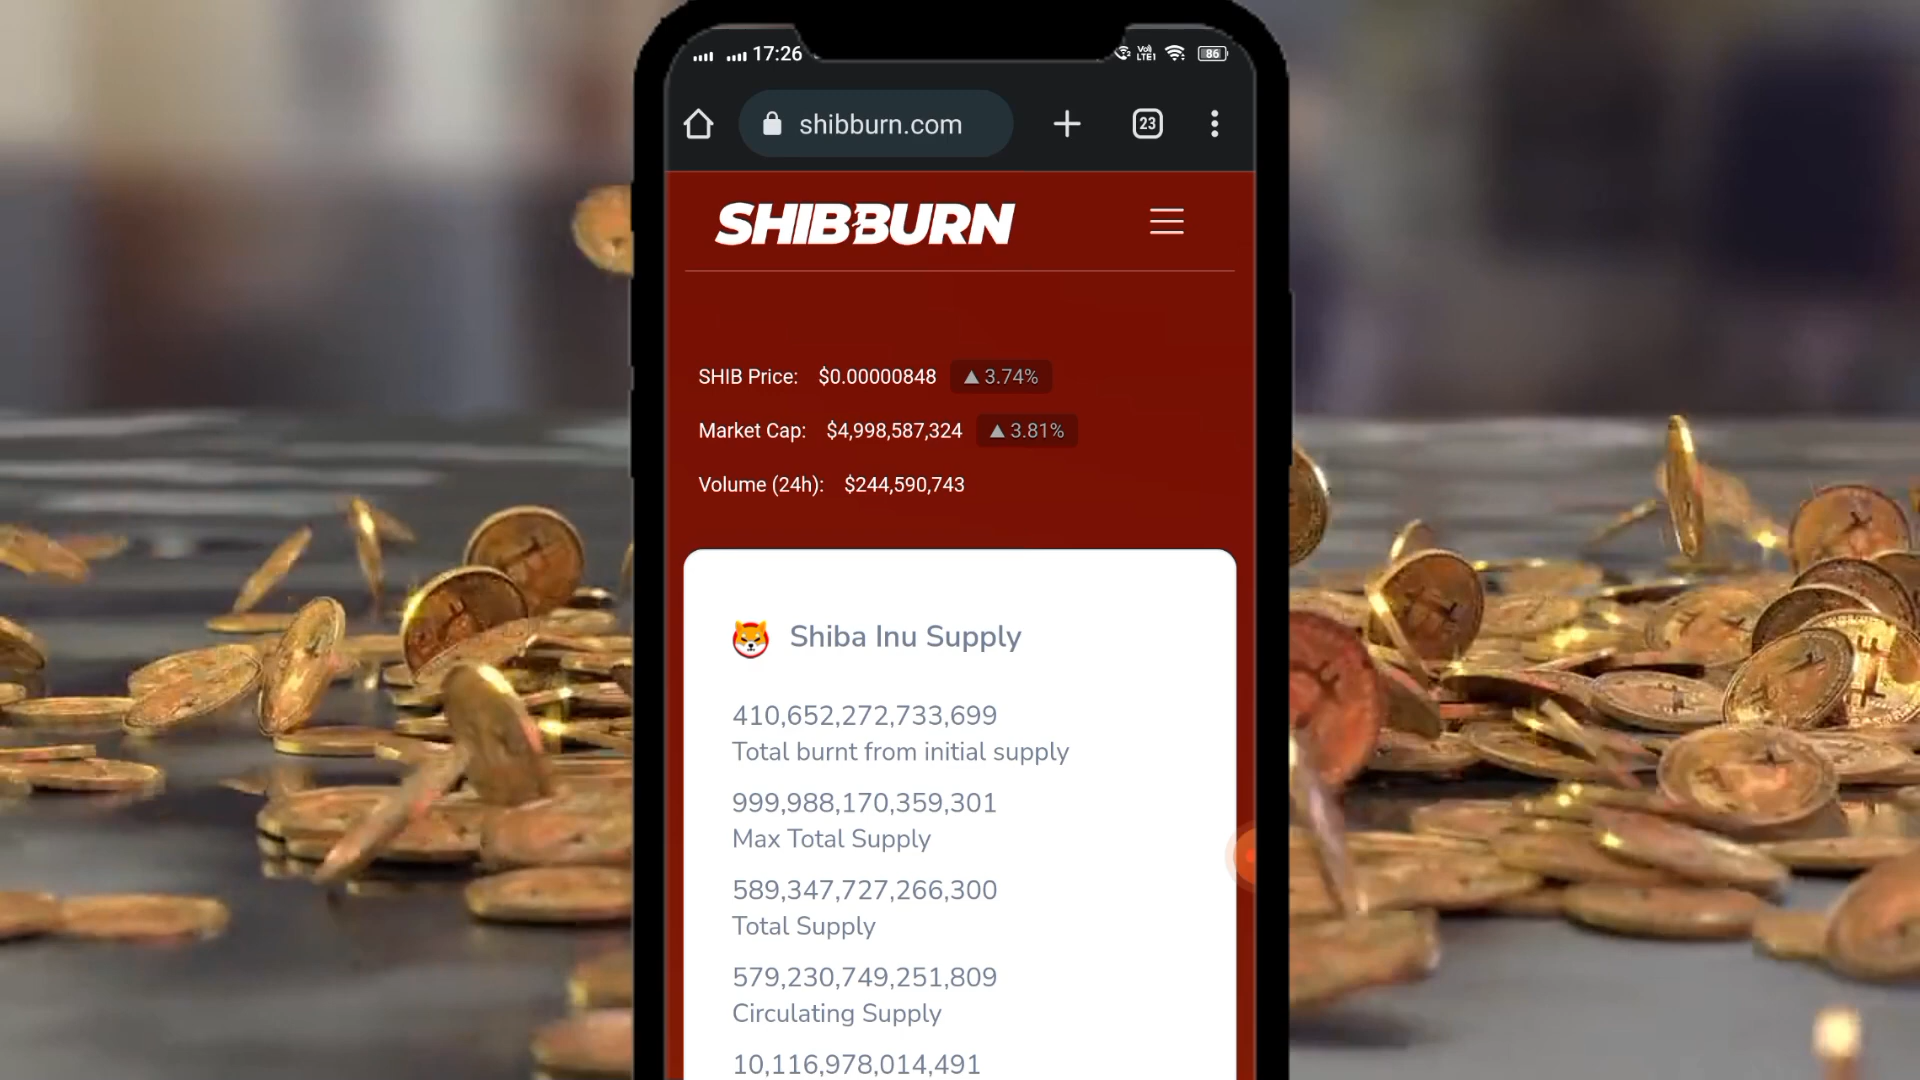 17:26 Vo) LTE1 86
shibburn.com 23
SHIBBURN
SHIB Price: $0.00000848 ▲ 3.74%
Market Cap: $4,998,587,324 ▲ 3.81%
Volume (24h): $244,590,743
Shiba Inu Supply
410,652,272,733,699
Total burnt from initial supply
999,988,170,359,301
Max Total Supply
589,347,727,266,300
Total Supply
579,230,749,251,809
Circulating Supply
10,116,978,014,491